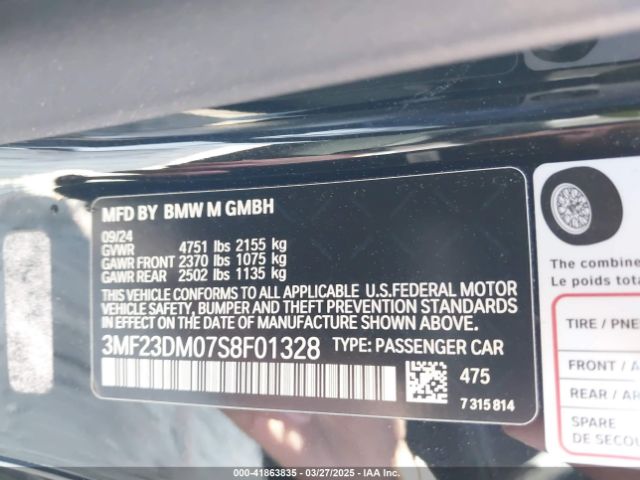 MFD BY BMW M GMBH
09/24
GVWR 4751 lbs 2155 kg
GAWR FRONT 2370 lbs 1075 kg
GAWR REAR 2502 lbs 1135 kg
THIS VEHICLE CONFORMS TO ALL APPLICABLE U.S.FEDERAL MOTOR
VEHICLE SAFETY, BUMPER AND THEFT PREVENTION STANDARDS
IN EFFECT ON THE DATE OF MANUFACTURE SHOWN ABOVE.
3MF23DM07S8F01328 TYPE: PASSENGER CAR
475
7 315 814
The combine
Le poids tota
TIRE / PNE
FRONT / A
REAR / AR
SPARE
DE SECOU
000-41863835 - 03/27/2025 - IAA Inc.